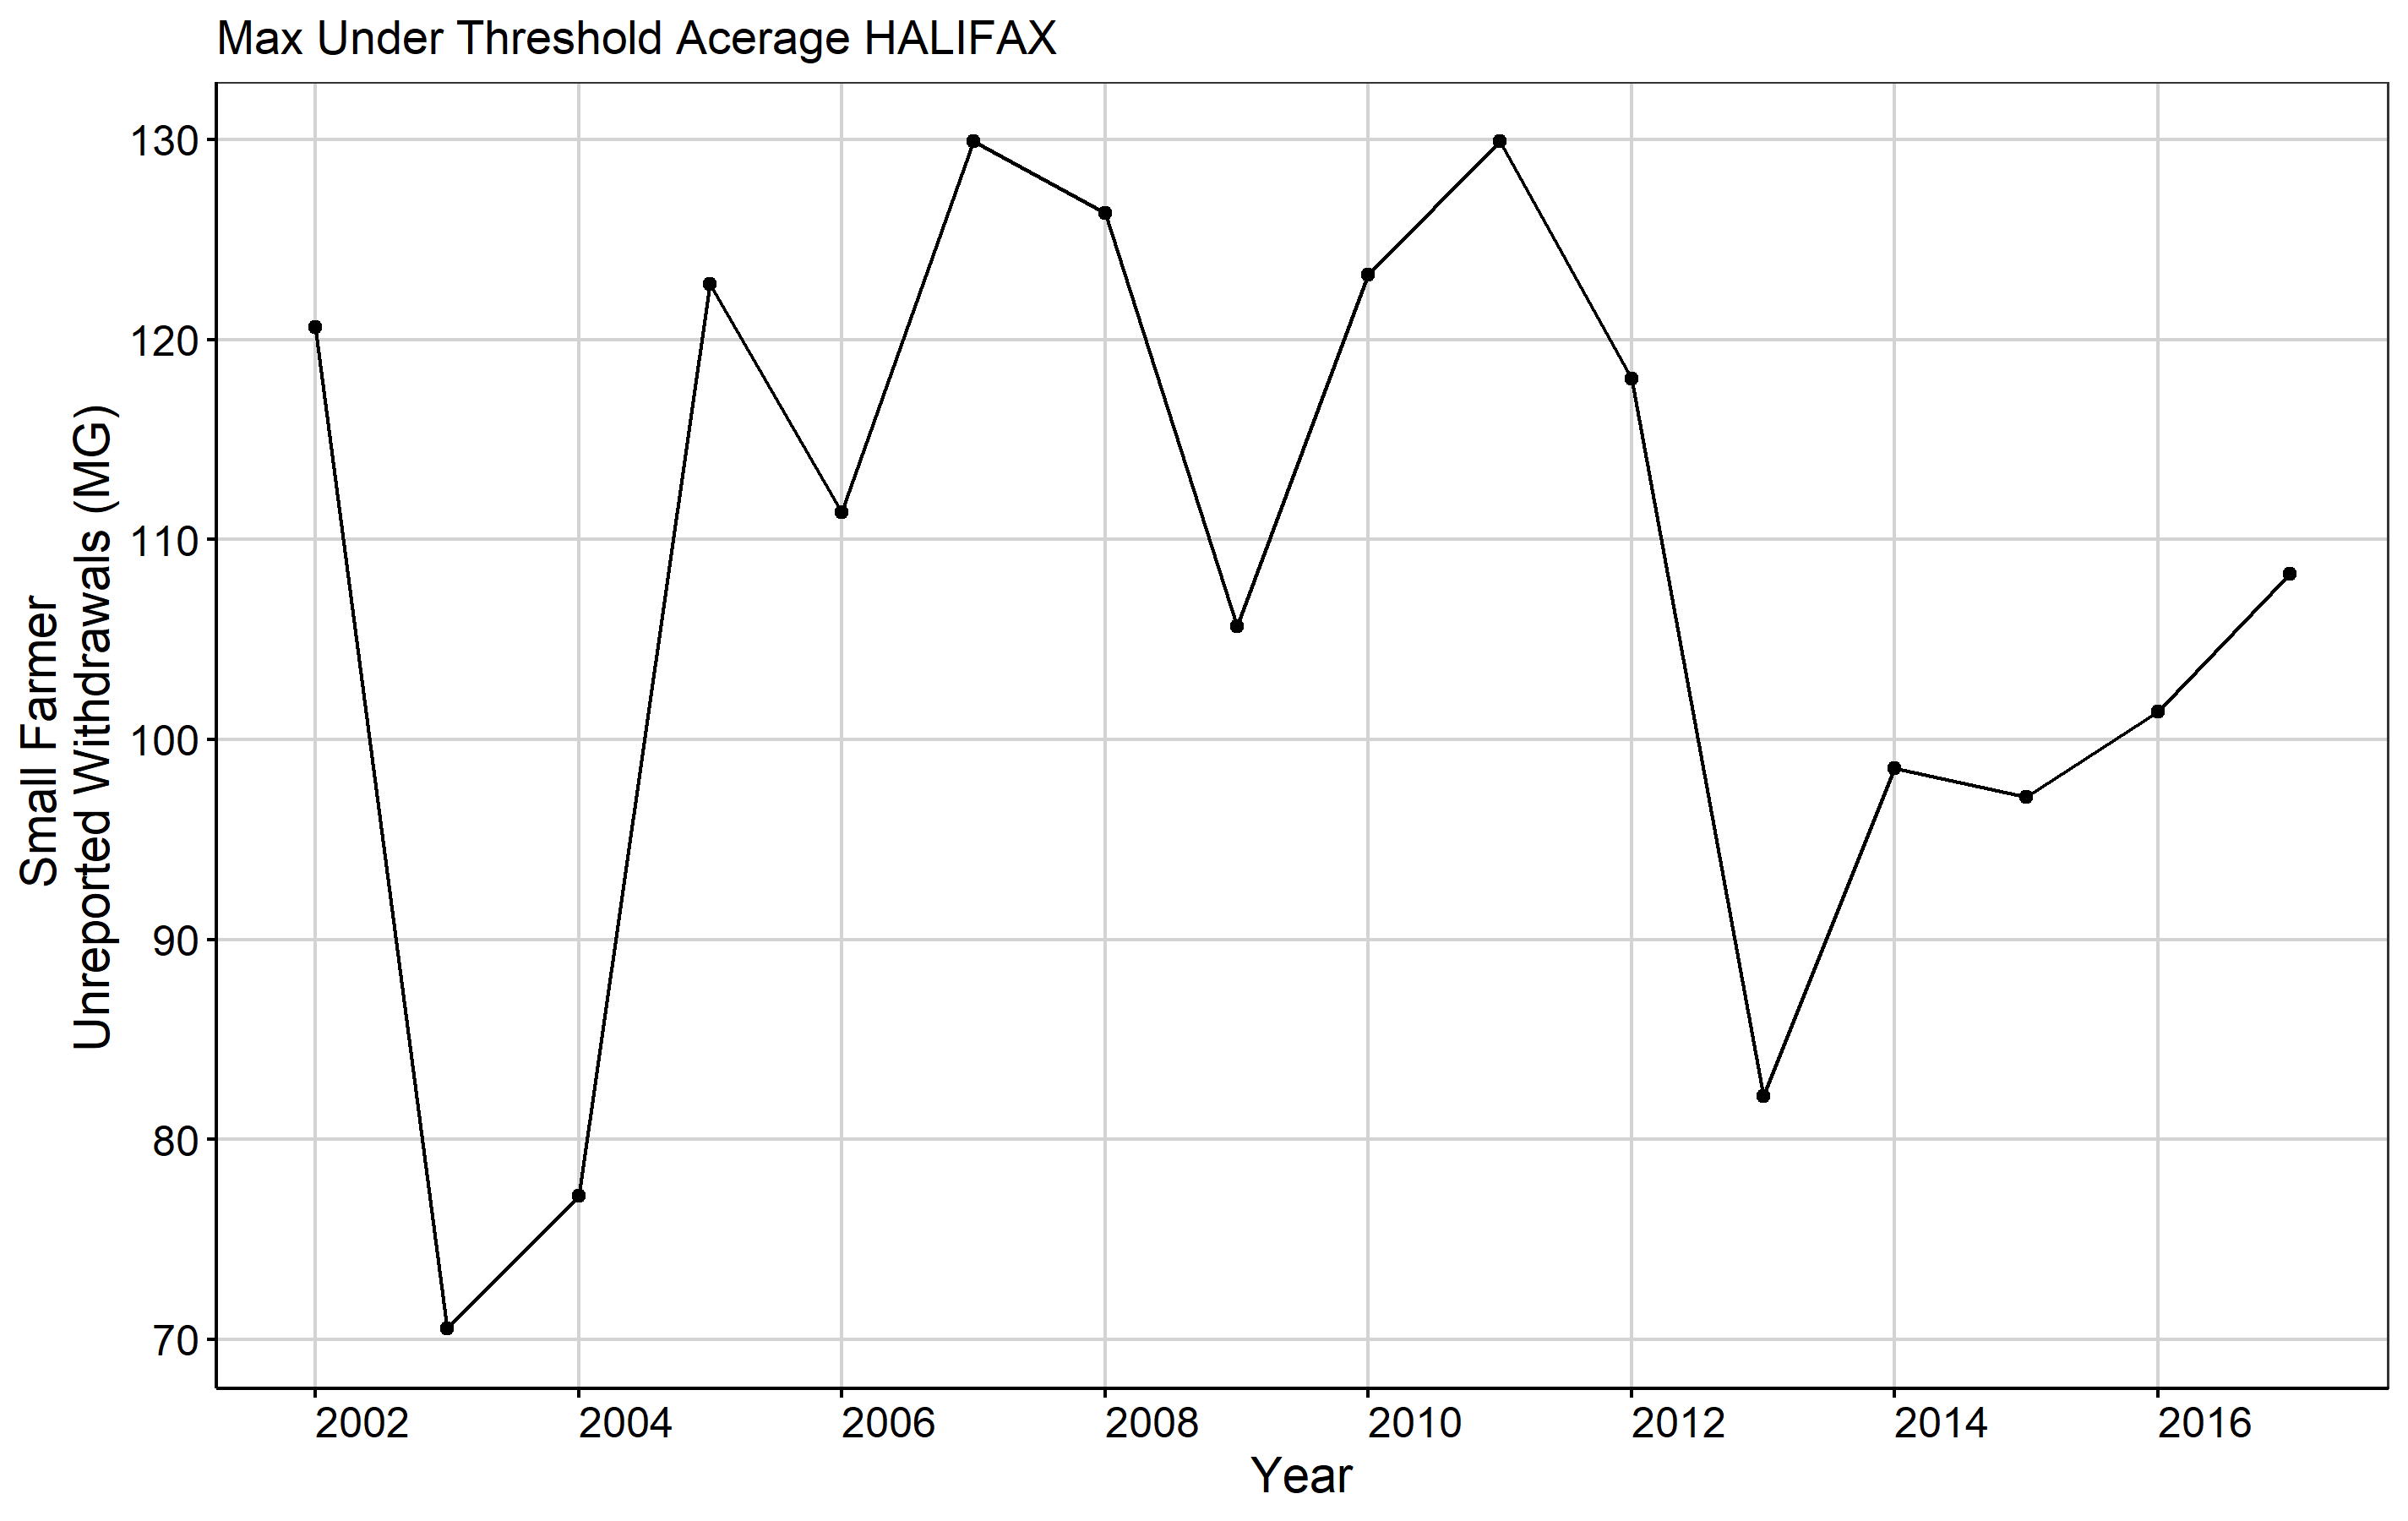 Max Under Threshold Acerage HALIFAX
Small Farmer
Unreported Withdrawals (MG)
130
120
110
100
90
80
70
2002 2004 2006 2008 2010 2012 2014 2016
Year